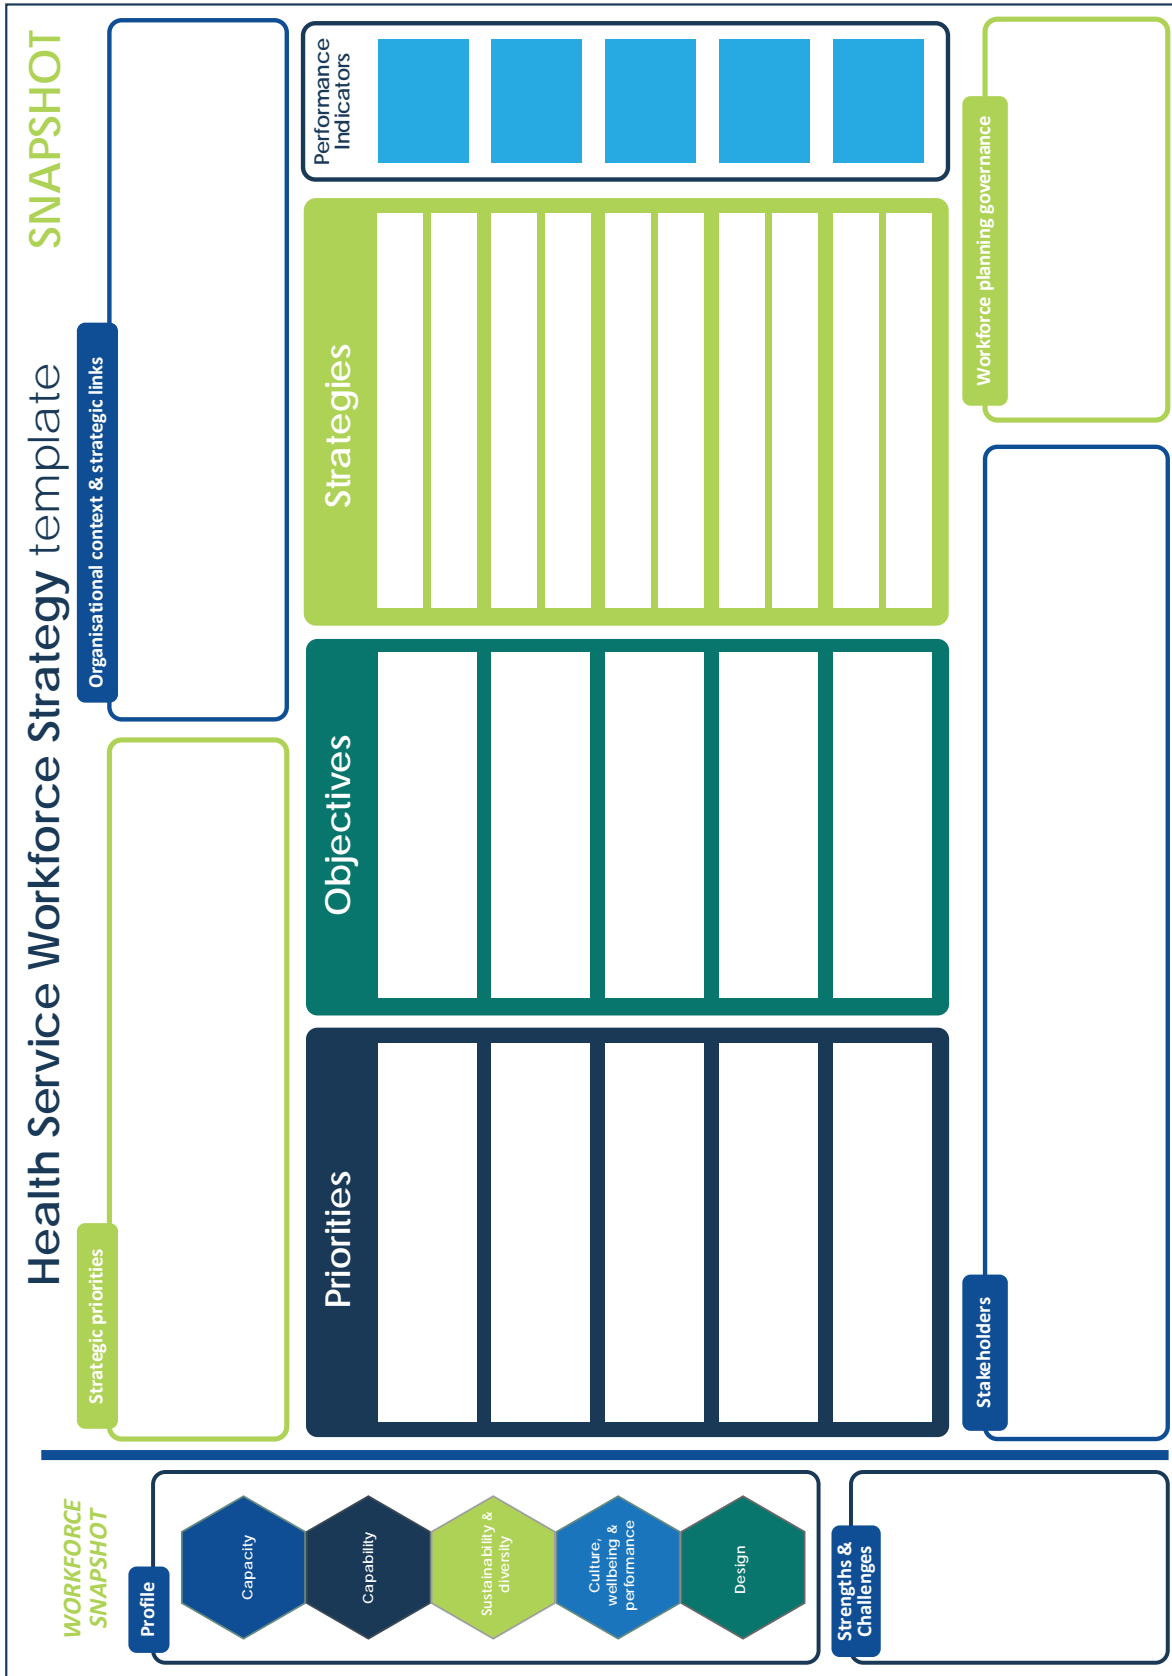 Health Service Workforce Strategy template SNAPSHOT
WORKFORCE
SNAPSHOT
Profile
Capacity
Capability
Sustainability &
diversity
Culture,
wellbeing &
performance
Design
Strengths &
Challenges
Strategic priorities
Organisational context & strategic links
Priorities
Objectives
Strategies
Performance
Indicators
Stakeholders
Workforce planning governance